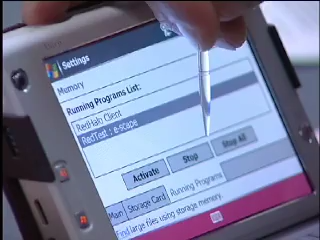 Settings
Memory
Running Programs List:
RedHalo Client
RedTest : e-scape
Activate Stop Stop All
Main Storage Card Running Programs
Find large files using storage memory.